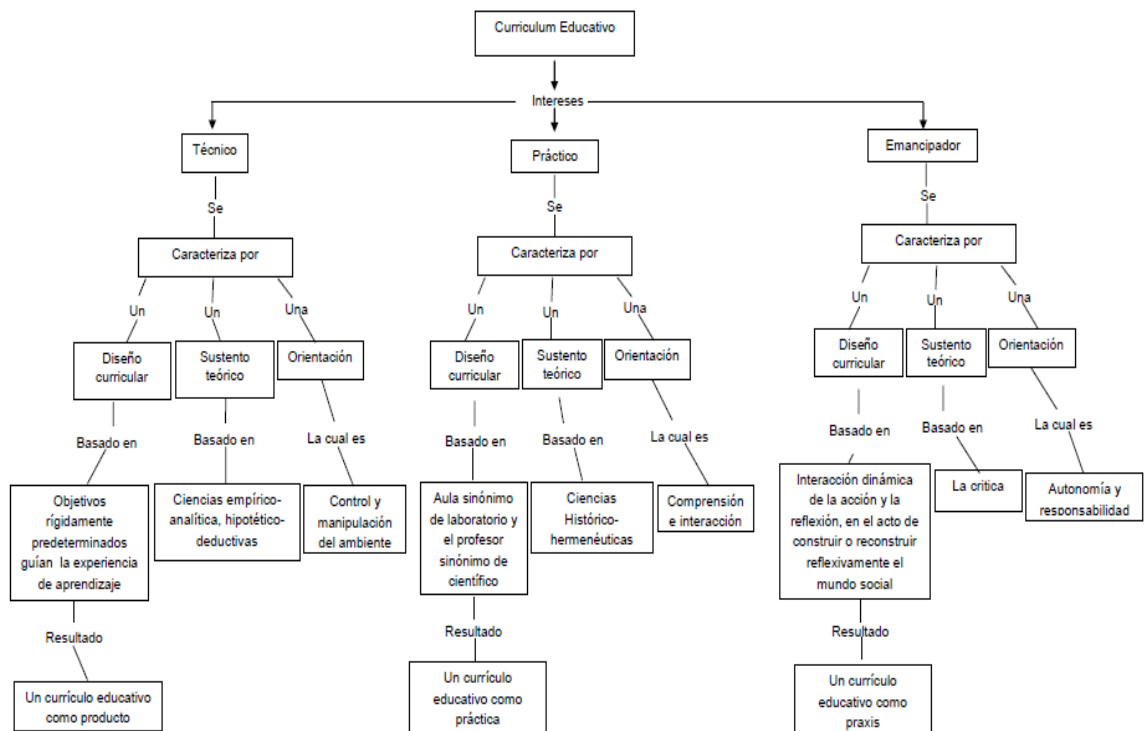 Curriculum Educativo
Intereses
Técnico
Práctico
Emancipador
Se
Se
Se
Caracteriza por
Caracteriza por
Caracteriza por
Un
Un
Una
Un
Un
Una
Un
Un
Una
Diseño
curricular
Sustento
teórico
Orientación
Diseño
curricular
Sustento
teórico
Orientación
Diseño
curricular
Sustento
teórico
Orientación
Basado en
Basado en
La cual es
Basado en
Basado en
La cual es
Basado en
Basado en
La cual es
Objetivos
rígidamente
predeterminados
guían la experiencia
de aprendizaje
Ciencias empírico-
analítica, hipotético-
deductivas
Control y
manipulación
del ambiente
Aula sinónimo
de laboratorio y
el profesor
sinónimo de
científico
Ciencias
Histórico-
hermenéuticas
Comprensión
e interacción
Interacción dinámica
de la acción y la
reflexión, en el acto de
construir o reconstruir
reflexivamente el
mundo social
La critica
Autonomía y
responsabilidad
Resultado
Resultado
Resultado
Un currículo educativo
como producto
Un currículo
educativo como
práctica
Un currículo
educativo como
praxis